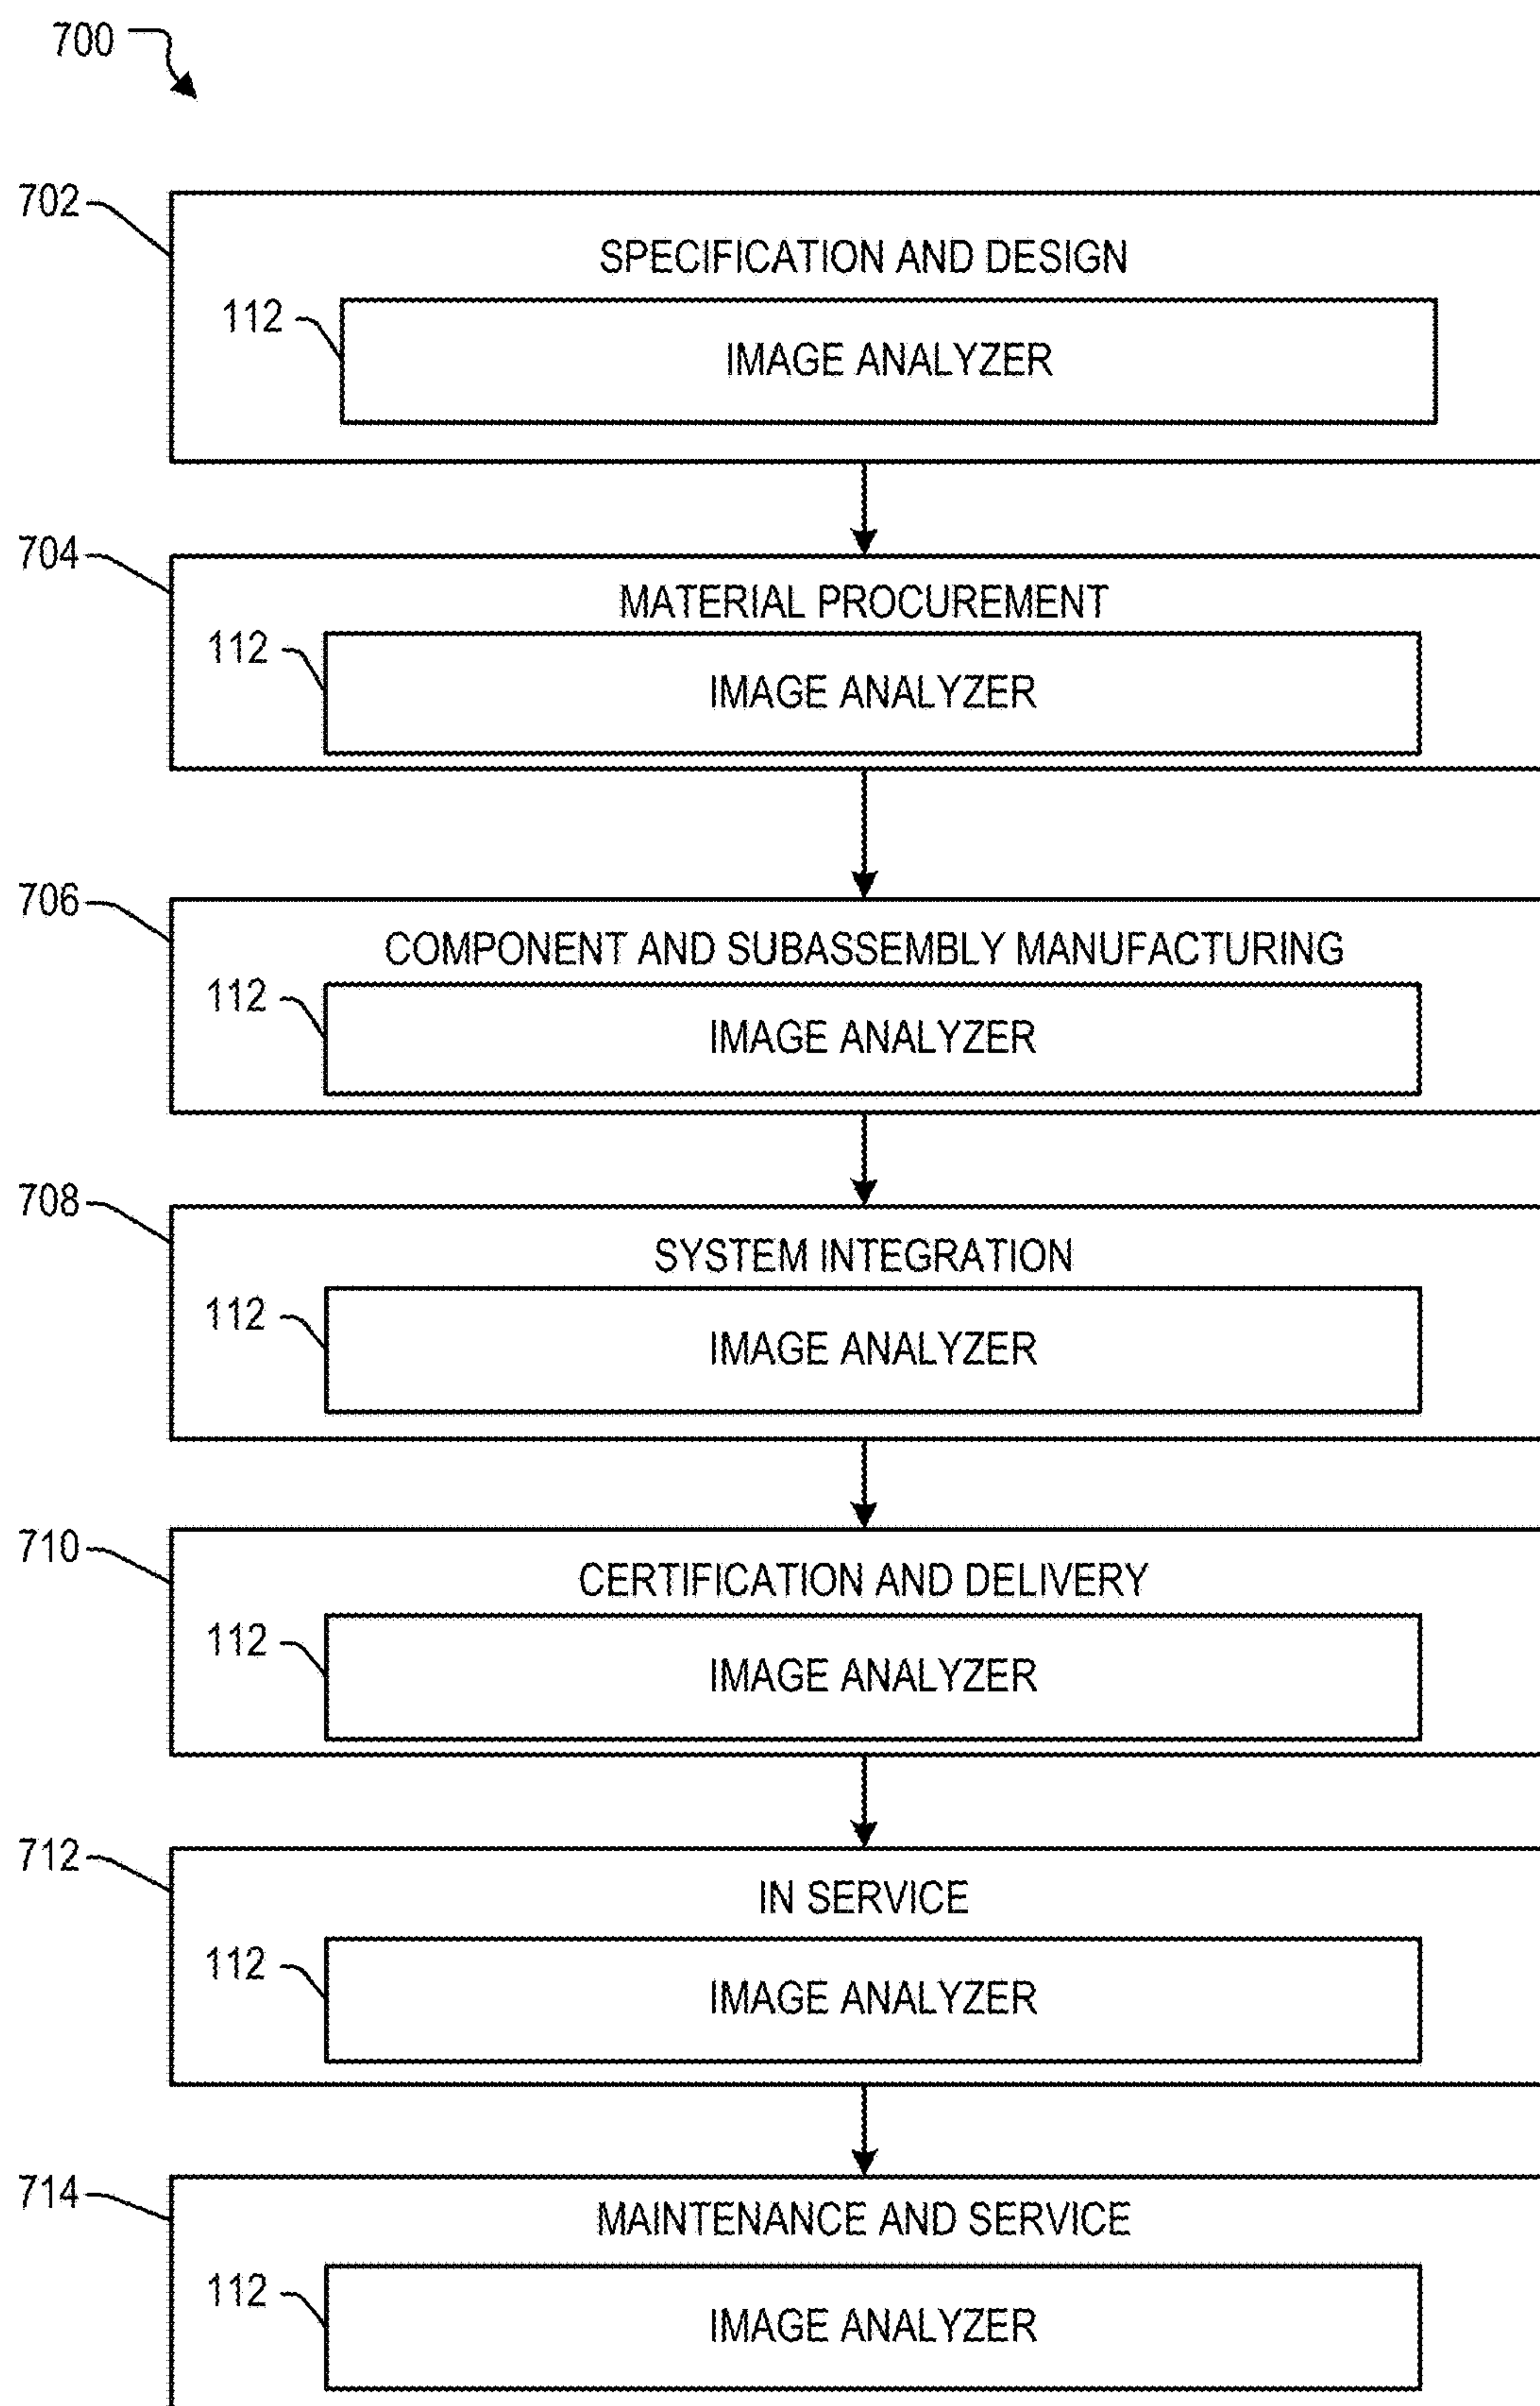 700
702
SPECIFICATION AND DESIGN
112
IMAGE ANALYZER
704
MATERIAL PROCUREMENT
112
IMAGE ANALYZER
706
COMPONENT AND SUBASSEMBLY MANUFACTURING
112
IMAGE ANALYZER
708
SYSTEM INTEGRATION
112
IMAGE ANALYZER
710
CERTIFICATION AND DELIVERY
112
IMAGE ANALYZER
712
IN SERVICE
112
IMAGE ANALYZER
714
MAINTENANCE AND SERVICE
112
IMAGE ANALYZER